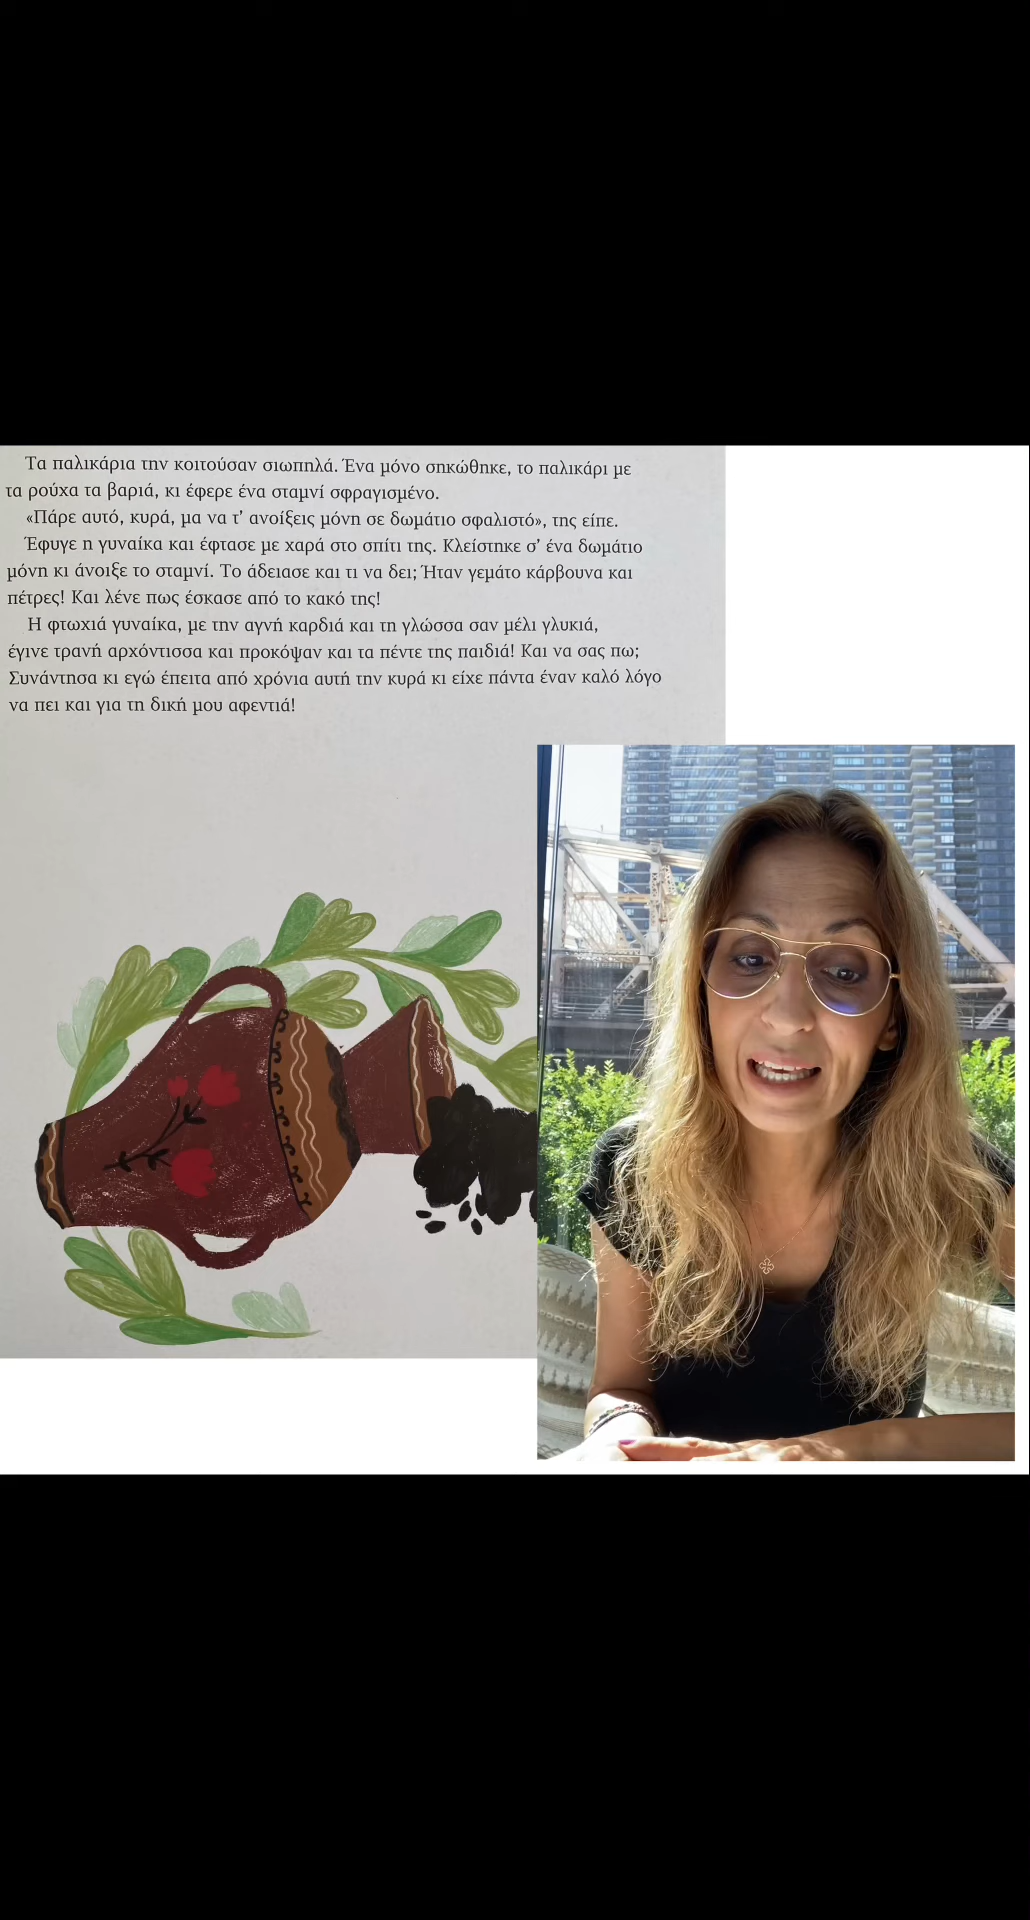 Τα παλικάρια την κοιτούσαν σιωπηλά. Ένα μόνο σηκώθηκε, το παλικάρι με
τα ρούχα τα βαριά, κι έφερε ένα σταμνί σφραγισμένο.
«Πάρε αυτό, κυρά, μα να τ’ ανοίξεις μόνη σε δωμάτιο σφαλιστό», της είπε.
Έφυγε η γυναίκα και έφτασε με χαρά στο σπίτι της. Κλείστηκε σ’ ένα δωμάτιο
μόνη κι άνοιξε το σταμνί. Το άδειασε και τι να δει; Ήταν γεμάτο κάρβουνα και
πέτρες! Και λένε πως έσκασε από το κακό της!
Η φτωχιά γυναίκα, με την αγνή καρδιά και τη γλώσσα σαν μέλι γλυκιά,
έγινε τρανή αρχόντισσα και προκόψαν και τα πέντε της παιδιά! Και να σας πω;
Συνάντησα κι εγώ έπειτα από χρόνια αυτή την κυρά κι είχε πάντα έναν καλό λόγο
να πει και για τη δική μου αφεντιά!